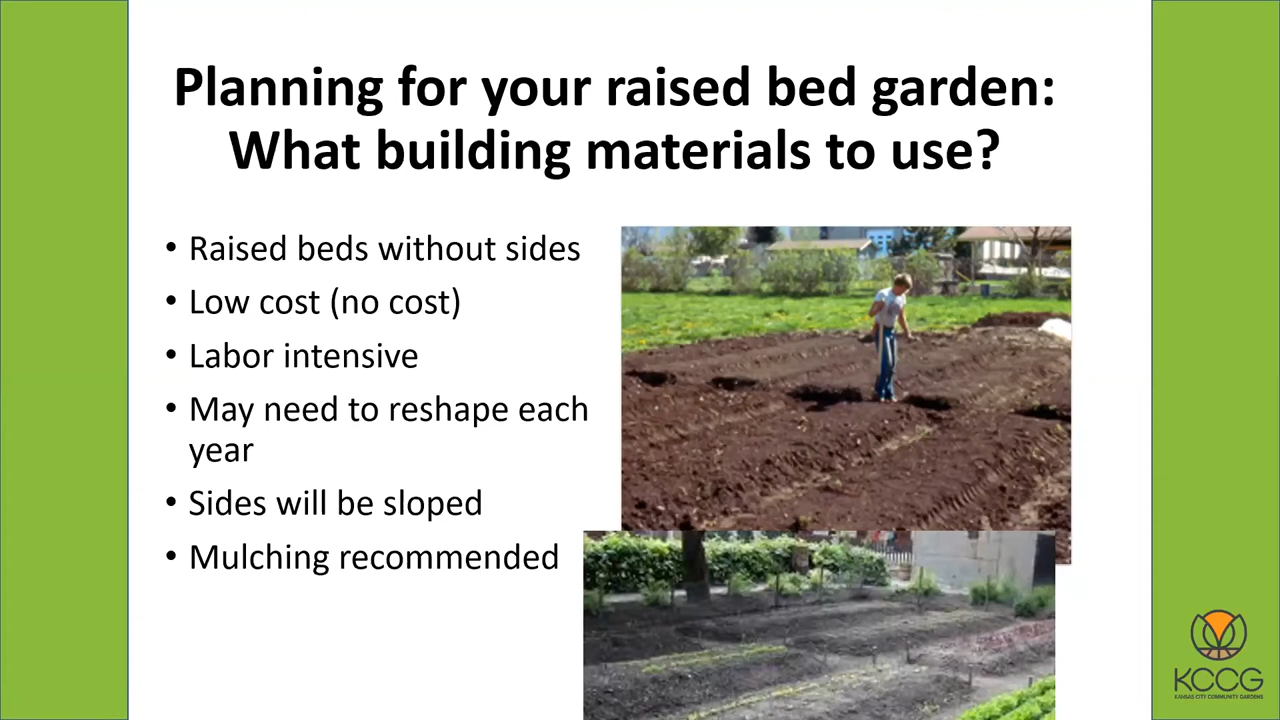 Planning for your raised bed garden:
What building materials to use?
• Raised beds without sides
• Low cost (no cost)
• Labor intensive
• May need to reshape each
year
• Sides will be sloped
• Mulching recommended
KCCG
KANSAS CITY COMMUNITY GARDENS